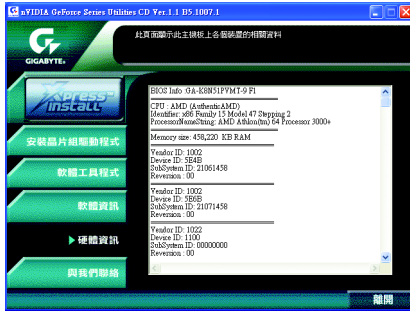 nVIDIA GeForce Series Utilities CD Ver.1.1 B5.1007.1
此頁面顯示此主機板上各個裝置的相關資料
GIGABYTE
Xpress
INSTALL
安裝晶片組驅動程式
軟體工具程式
軟體資訊
硬體資訊
與我們聯絡
BIOS Info :GA-K8N51PVMT-9 F1
CPU : AMD (AuthenticAMD)
Identifier: x86 Family 15 Model 47 Stepping 2
ProcessorNameString: AMD Athlon(tm) 64 Processor 3000+
Memory size: 458,220 KB RAM
Vendor ID: 1002
Device ID: 5E4B
SubSystem ID: 21061458
Reversion : 00
Vendor ID: 1002
Device ID: 5E6B
SubSystem ID: 21071458
Reversion : 00
Vendor ID: 1022
Device ID: 1100
SubSystem ID: 00000000
Reversion : 00
離開